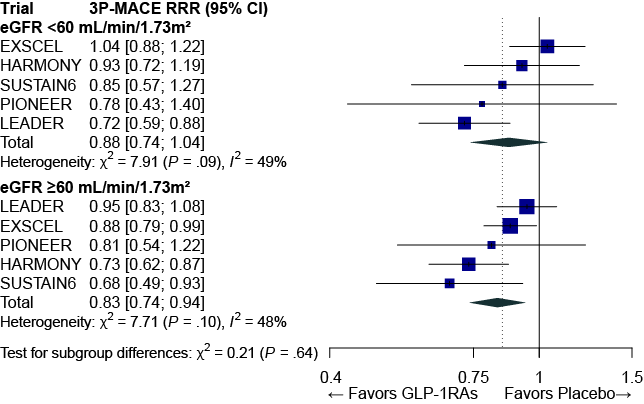 Trial 3P-MACE RRR (95% CI)
eGFR <60 mL/min/1.73m²
EXSCEL 1.04 [0.88; 1.22]
HARMONY 0.93 [0.72; 1.19]
SUSTAIN6 0.85 [0.57; 1.27]
PIONEER 0.78 [0.43; 1.40]
LEADER 0.72 [0.59; 0.88]
Total 0.88 [0.74; 1.04]
Heterogeneity: χ² = 7.91 (P = .09), I² = 49%
eGFR ≥60 mL/min/1.73m²
LEADER 0.95 [0.83; 1.08]
EXSCEL 0.88 [0.79; 0.99]
PIONEER 0.81 [0.54; 1.22]
HARMONY 0.73 [0.62; 0.87]
SUSTAIN6 0.68 [0.49; 0.93]
Total 0.83 [0.74; 0.94]
Heterogeneity: χ² = 7.71 (P = .10), I² = 48%
Test for subgroup differences: χ² = 0.21 (P = .64)
0.4 0.75 1 1.5
← Favors GLP-1RAs Favors Placebo→